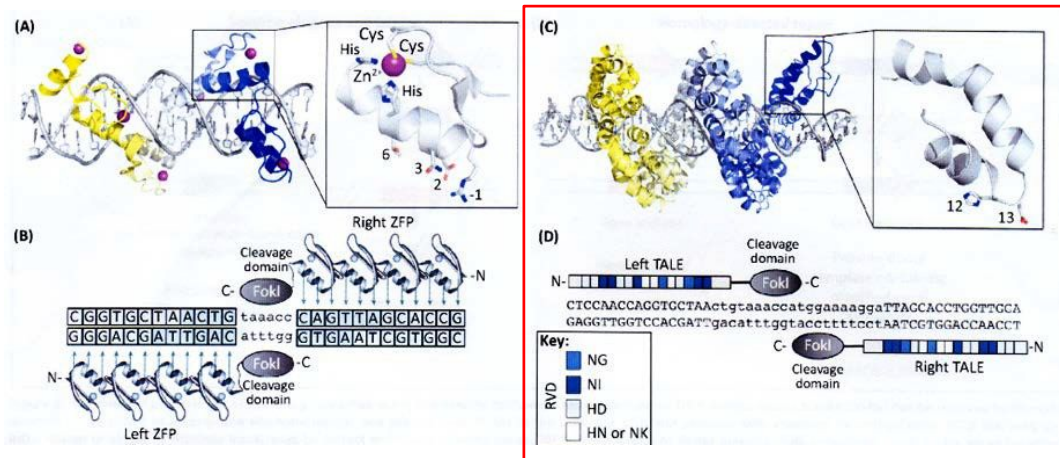 (A)
Cys
His
Cys
Zn²⁺
His
6
3
2
-1
(B)
Right ZFP
Cleavage
domain
C-
FokI
-N
CGGTGCTAACTG taaacc CAGTTAGCACCG
GGGACGATTGAC atttgg GTGAATCGTGGC
N-
FokI
-C
Cleavage
domain
Left ZFP
(C)
12
13
(D)
Cleavage
domain
N-
Left TALE
FokI
-C
CTCCAACCAGGTGCTAActgtaaaccatggaaaaggaTTAGCACCTGGTTGCA
GAGGTTGGTCCACGATTgacatttggtacctttttcctAATCGTGGACCAACCT
Key:
RVD
NG
NI
HD
HN or NK
C-
FokI
-N
Cleavage
domain
Right TALE